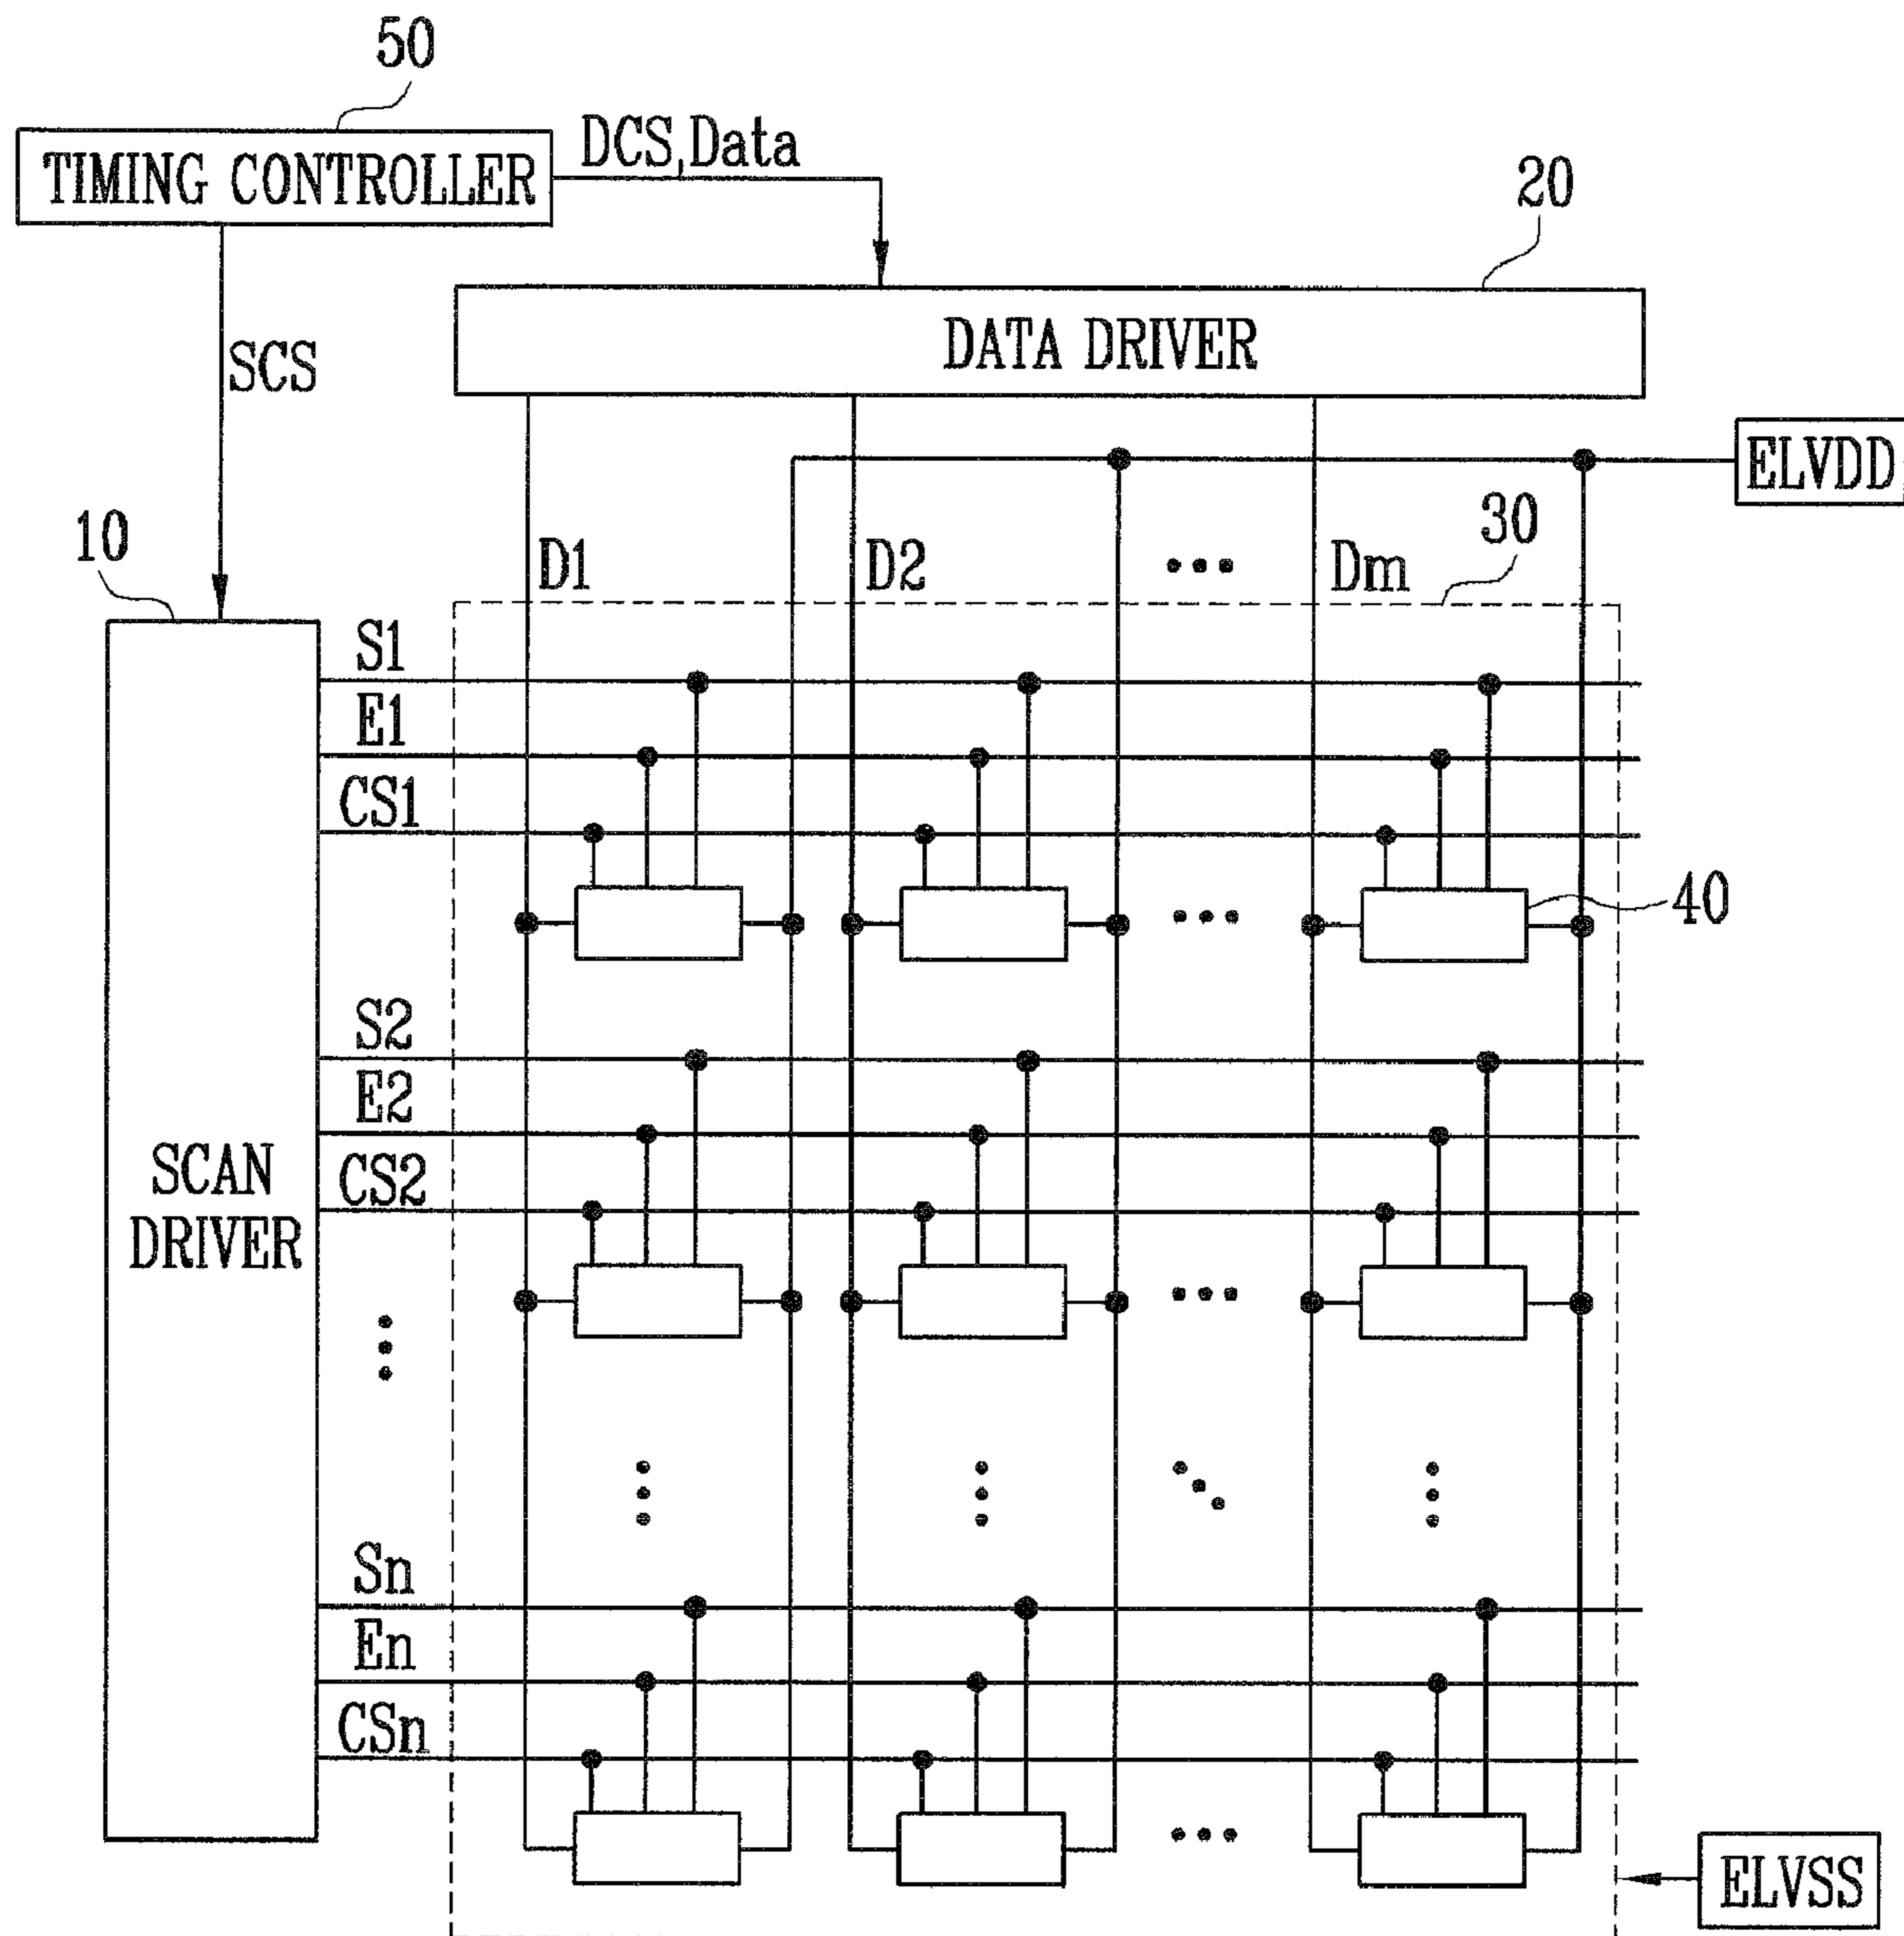 50
TIMING CONTROLLER
DCS,Data
20
DATA DRIVER
SCS
ELVDD
10
30
D1
D2
Dm
S1
E1
CS1
40
S2
E2
CS2
SCAN
DRIVER
Sn
En
CSn
ELVSS